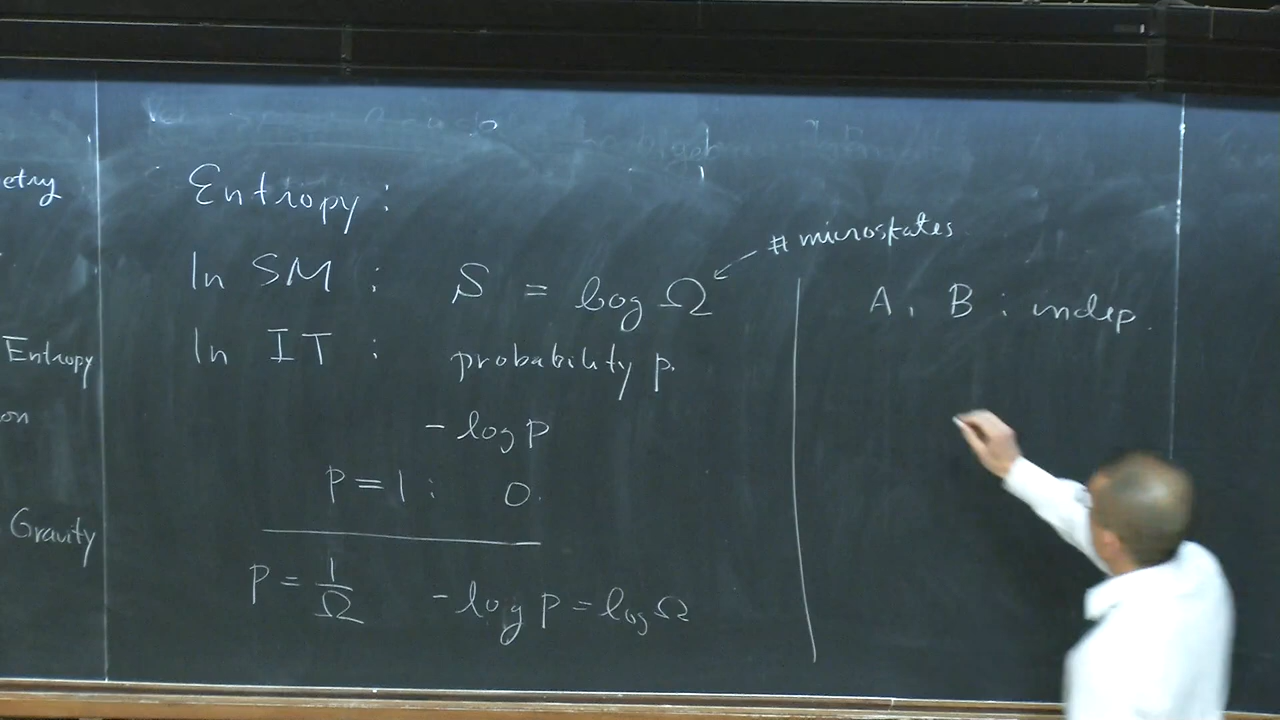 etry
Entropy
on
Gravity
Entropy :
In SM : S = log Ω
# microstates
In IT : probability p.
- log p
P = 1 : 0.
P = 1/Ω - log p = log Ω
A, B : indep.